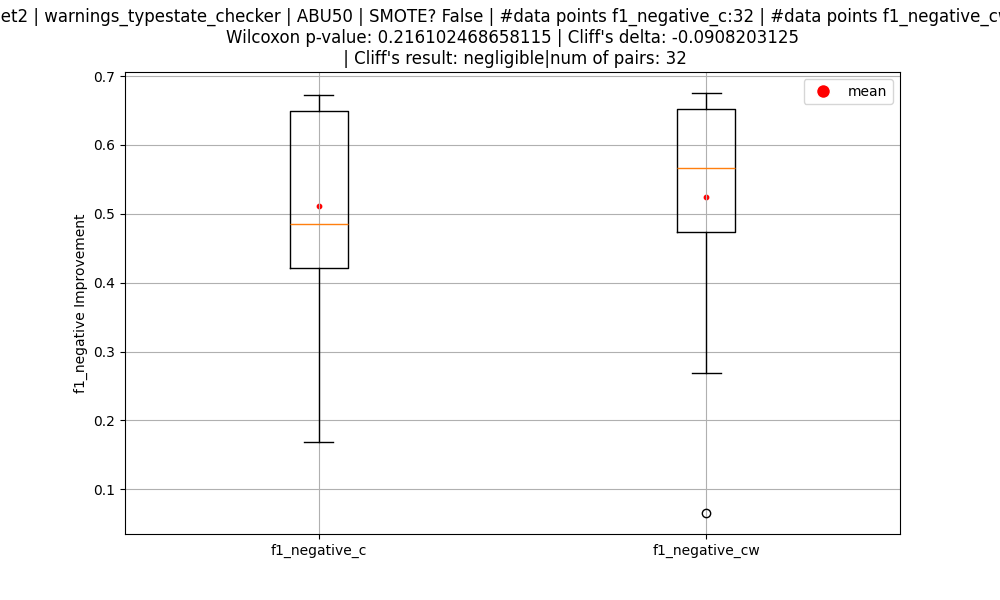 et2 | warnings_typestate_checker | ABU50 | SMOTE? False | #data points f1_negative_c:32 | #data points f1_negative_cw
Wilcoxon p-value: 0.216102468658115 | Cliff's delta: -0.0908203125
| Cliff's result: negligible|num of pairs: 32
mean
0.7
0.6
0.5
0.4
0.3
0.2
0.1
f1_negative Improvement
f1_negative_c
f1_negative_cw